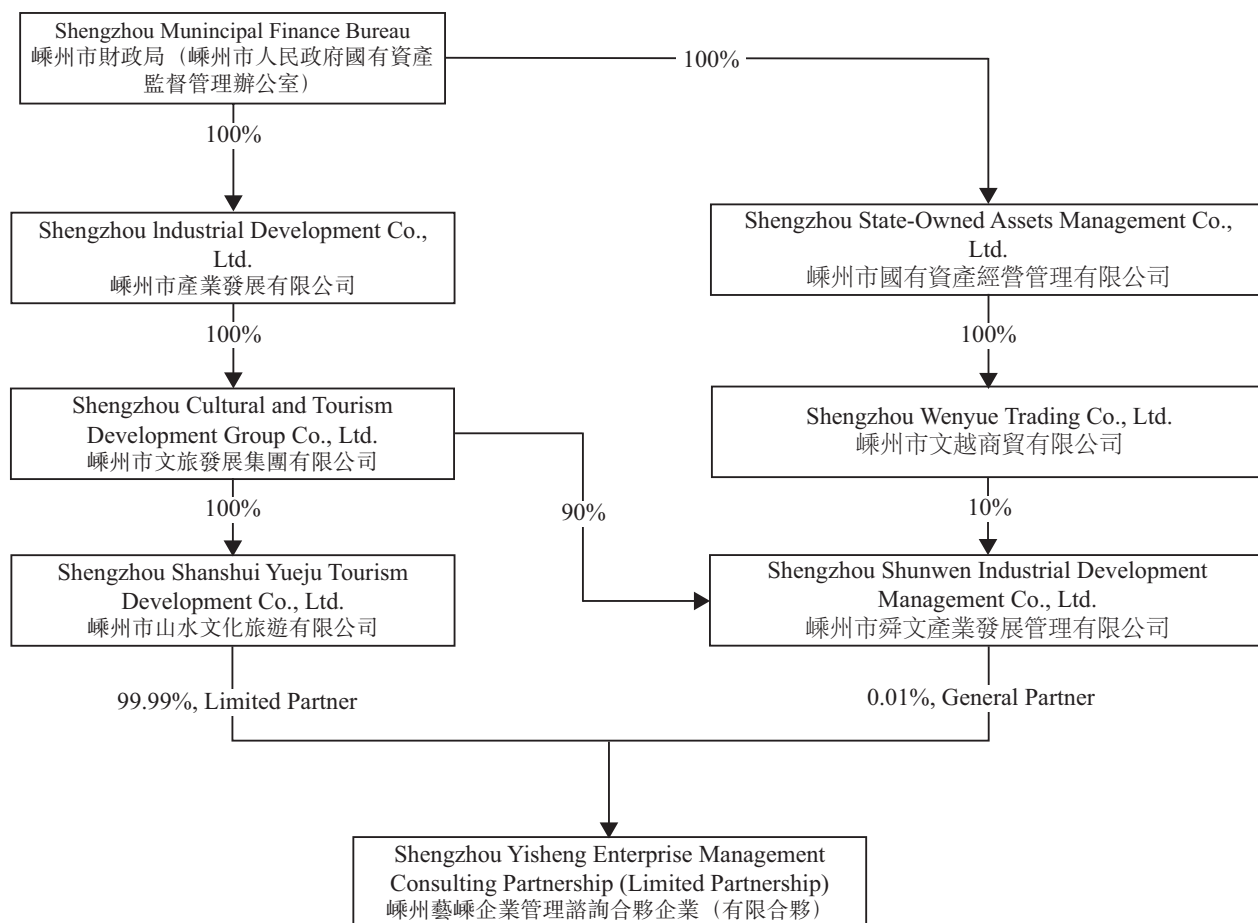 Shengzhou Munincipal Finance Bureau
嵊州市財政局（嵊州市人民政府國有資產
監督管理辦公室）
100%
100%
Shengzhou lndustrial Development Co.,
Ltd.
嵊州市產業發展有限公司
Shengzhou State-Owned Assets Management Co.,
Ltd.
嵊州市國有資產經營管理有限公司
100%
100%
Shengzhou Cultural and Tourism
Development Group Co., Ltd.
嵊州市文旅發展集團有限公司
Shengzhou Wenyue Trading Co., Ltd.
嵊州市文越商貿有限公司
100%
90%
10%
Shengzhou Shanshui Yueju Tourism
Development Co., Ltd.
嵊州市山水文化旅遊有限公司
Shengzhou Shunwen Industrial Development
Management Co., Ltd.
嵊州市舜文產業發展管理有限公司
99.99%, Limited Partner
0.01%, General Partner
Shengzhou Yisheng Enterprise Management
Consulting Partnership (Limited Partnership)
嵊州藝嵊企業管理諮詢合夥企業（有限合夥）